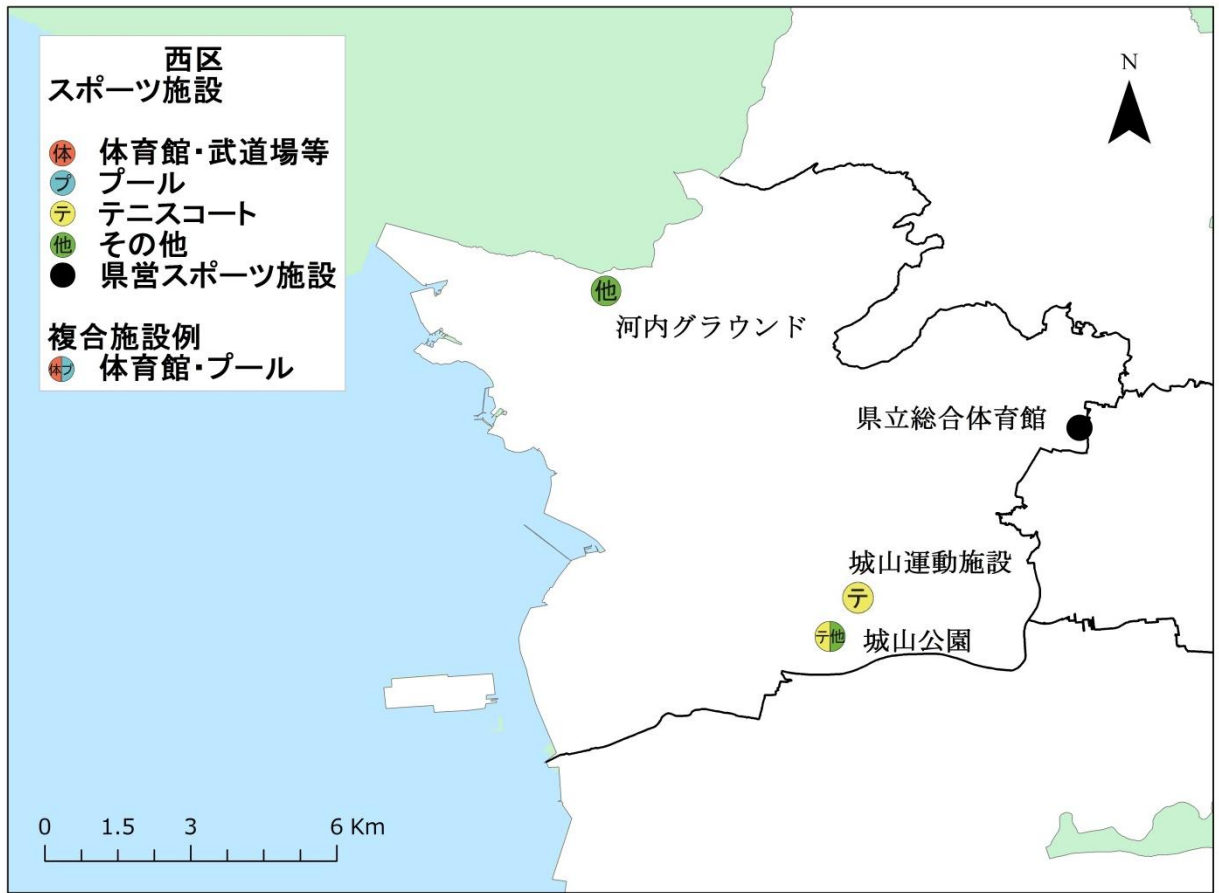 西区
スポーツ施設
体 体育館・武道場等
プ プール
テ テニスコート
他 その他
県営スポーツ施設
複合施設例
体プ 体育館・プール
N
他
河内グラウンド
県立総合体育館
城山運動施設
テ
テ他 城山公園
0 1.5 3 6 Km